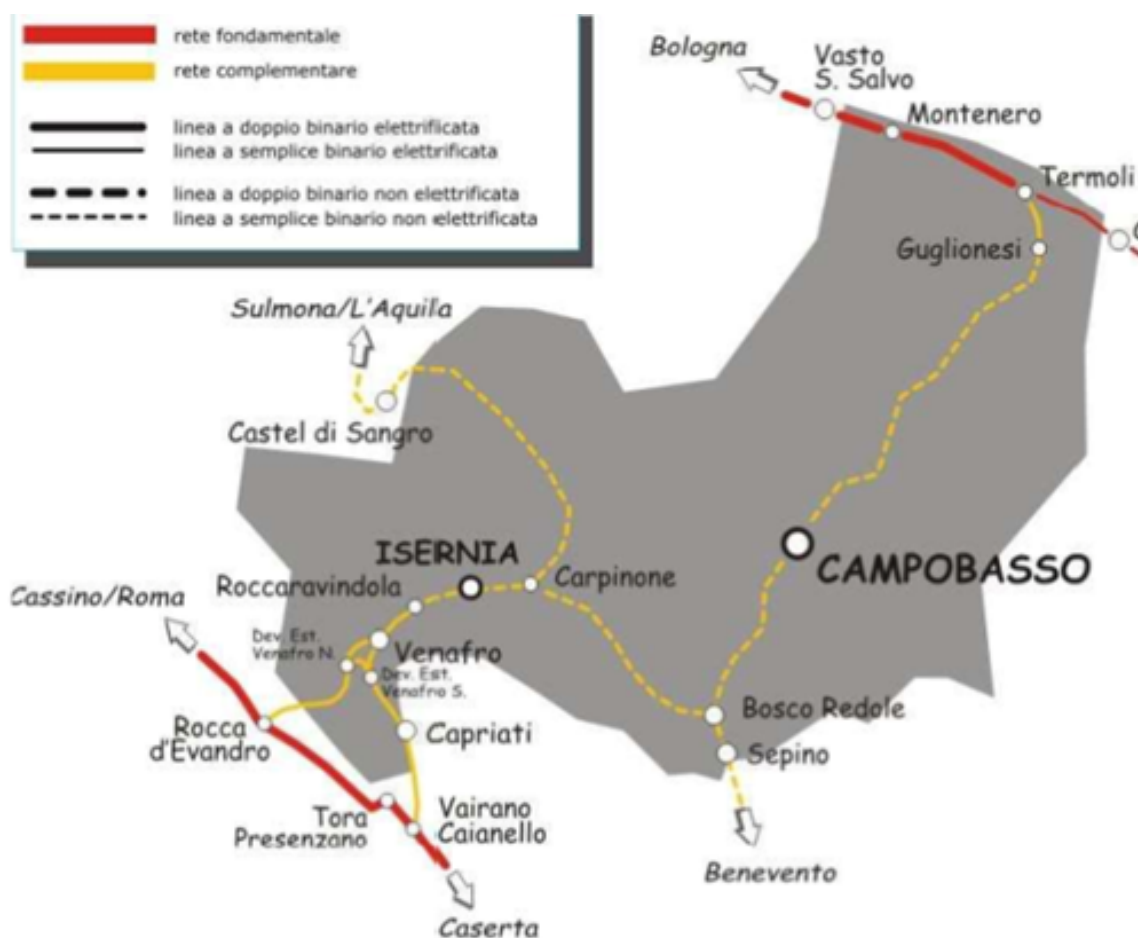 rete fondamentale
rete complementare
linea a doppio binario elettrificata
linea a semplice binario elettrificata
linea a doppio binario non elettrificata
linea a semplice binario non elettrificata
Bologna
Vasto
S. Salvo
Montenero
Termoli
Guglionesi
Sulmona/L'Aquila
Castel di Sangro
ISERNIA
Carpinone
CAMPOBASSO
Roccaravindola
Cassino/Roma
Dev. Est.
Venafro N.
Venafro
Dev. Est.
Venafro S.
Rocca
d'Evandro
Capriati
Bosco Redole
Sepino
Tora
Presenzano
Vairano
Caianello
Benevento
Caserta